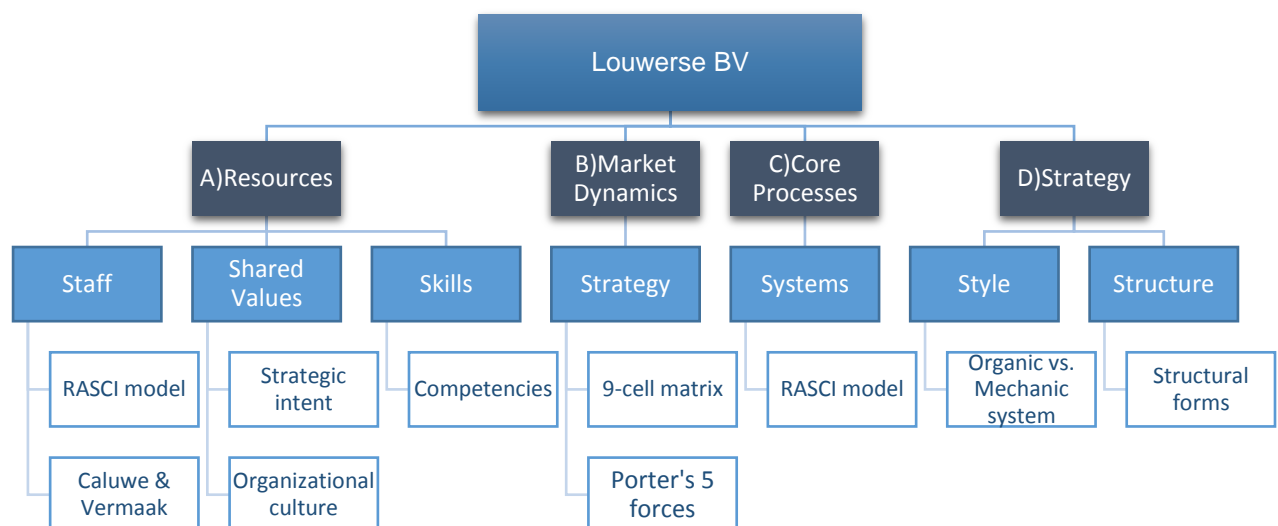 Louwerse BV
A)Resources
B)Market
Dynamics
C)Core
Processes
D)Strategy
Staff
Shared
Values
Skills
Strategy
Systems
Style
Structure
RASCI model
Strategic
intent
Competencies
9-cell matrix
RASCI model
Organic vs.
Mechanic
system
Structural
forms
Caluwe &
Vermaak
Organizational
culture
Porter's 5
forces